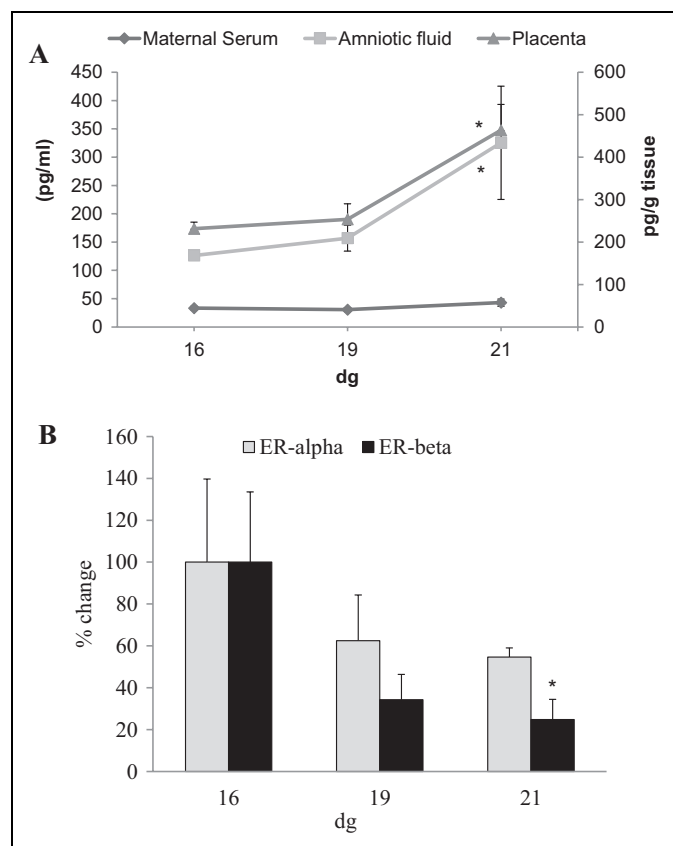 Maternal Serum Amniotic fluid Placenta
A
450 600
400
350 500
300 400
250
200 300
150 200
100
50 100
0 0
(pg/ml)
pg/g tissue
*
*
16 19 21
dg
B
160
140
120
100
80
60
40
20
0
% change
ER-alpha ER-beta
*
16 19 21
dg